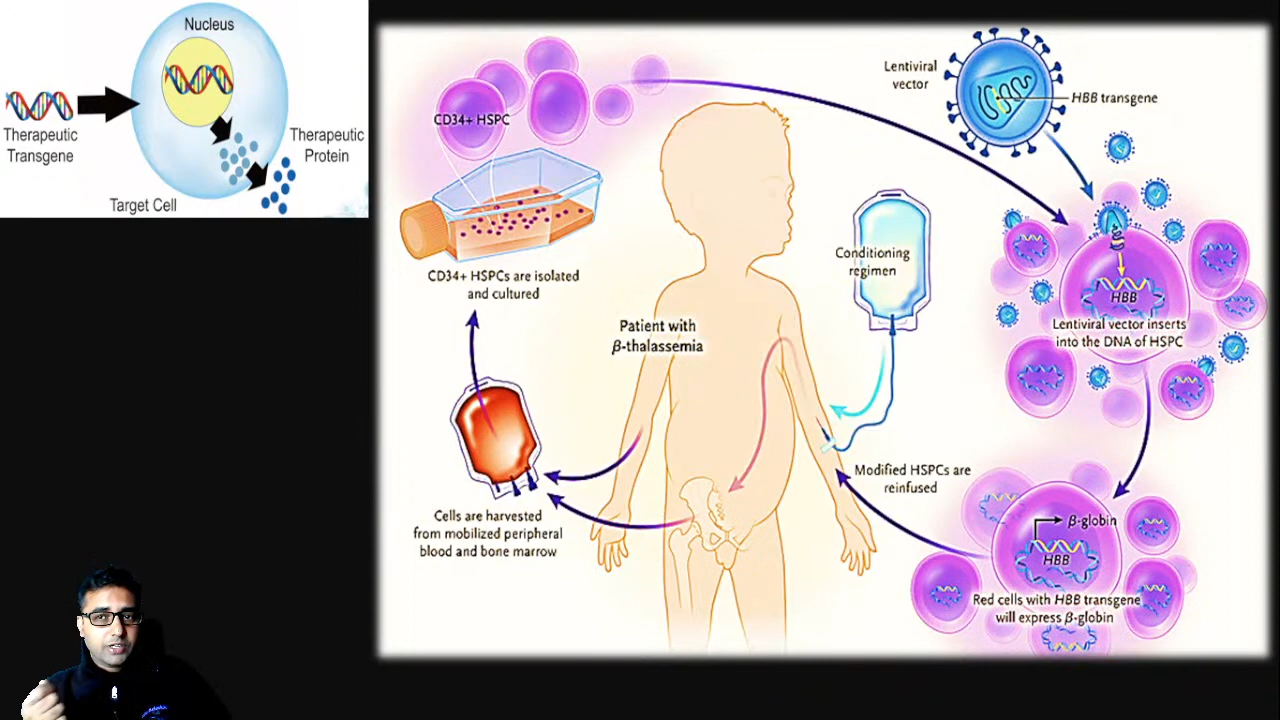 Nucleus
Therapeutic
Transgene
Therapeutic
Protein
Target Cell
CD34+ HSPC
CD34+ HSPCs are isolated
and cultured
Patient with
β-thalassemia
Cells are harvested
from mobilized peripheral
blood and bone marrow
Conditioning
regimen
Lentiviral
vector
HBB transgene
HBB
Lentiviral vector inserts
into the DNA of HSPC
Modified HSPCs are
reinfused
β-globin
HBB
Red cells with HBB transgene
will express β-globin